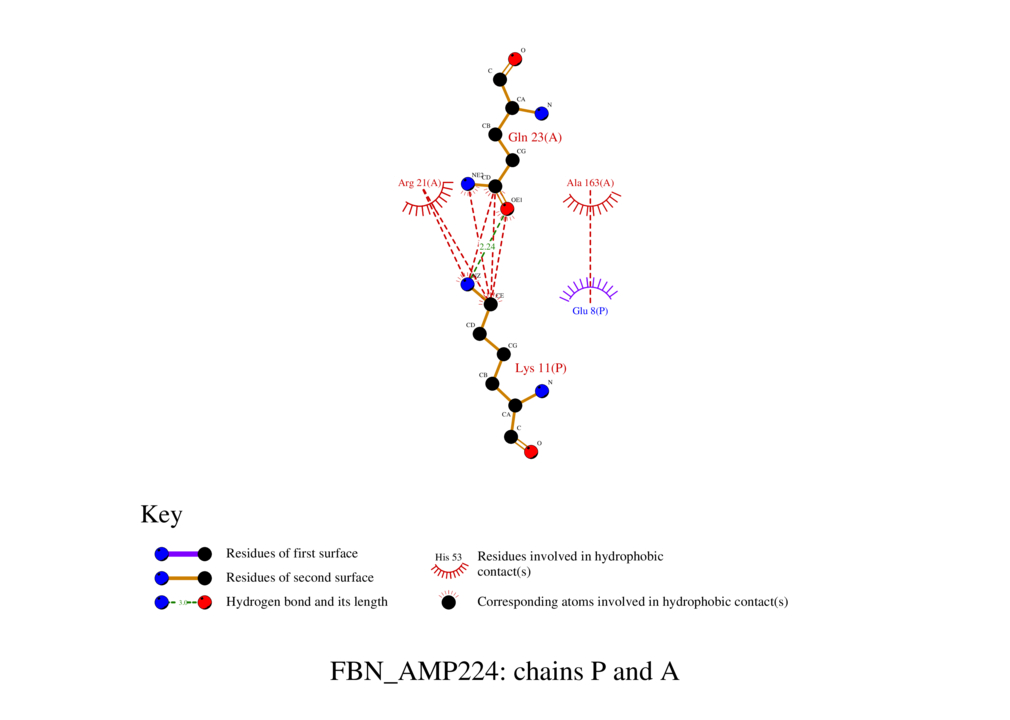 O
C
CA
N
CB
Gln 23(A)
CG
NE2
CD
Arg 21(A)
Ala 163(A)
OE1
2.24
NZ
CE
Glu 8(P)
CD
CG
Lys 11(P)
CB
N
CA
C
O
Key
Residues of first surface
His 53
Residues involved in hydrophobic
contact(s)
Residues of second surface
3.0
Hydrogen bond and its length
Corresponding atoms involved in hydrophobic contact(s)
FBN_AMP224: chains P and A